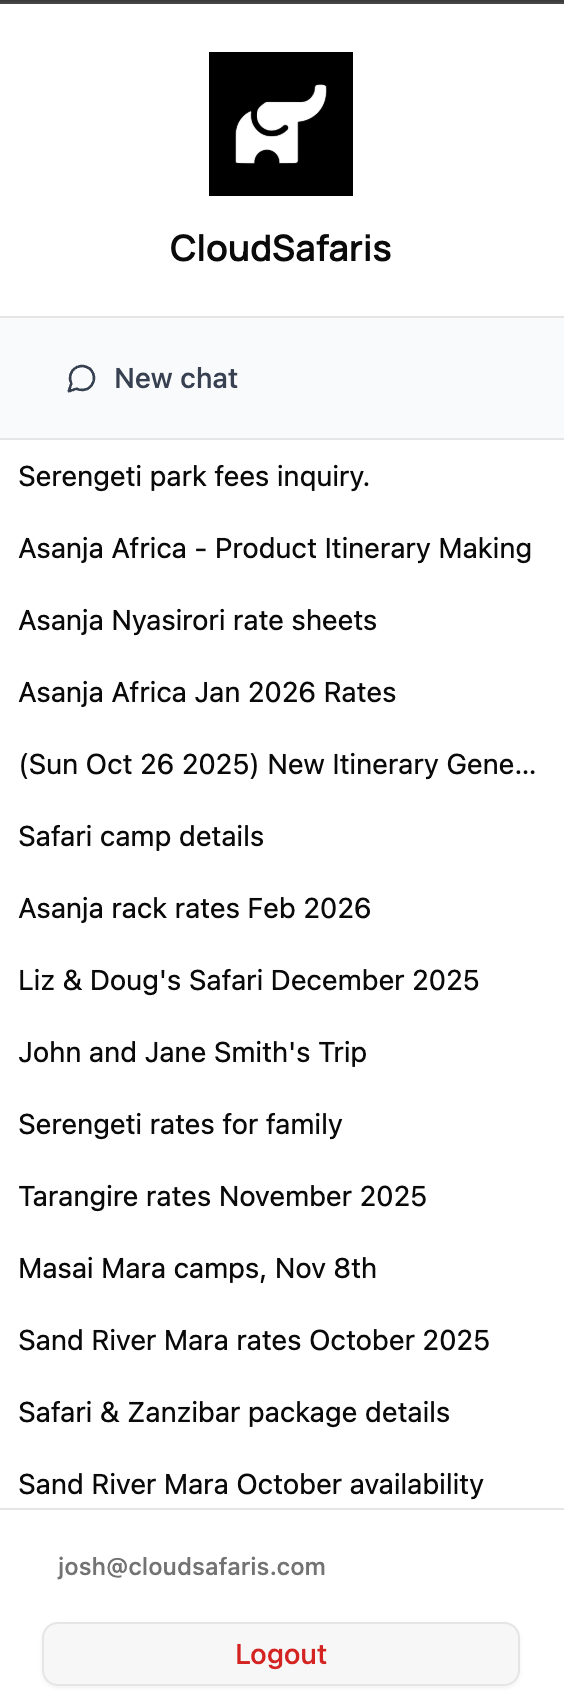 CloudSafaris
New chat
Serengeti park fees inquiry.
Asanja Africa - Product Itinerary Making
Asanja Nyasirori rate sheets
Asanja Africa Jan 2026 Rates
(Sun Oct 26 2025) New Itinerary Gene...
Safari camp details
Asanja rack rates Feb 2026
Liz & Doug's Safari December 2025
John and Jane Smith's Trip
Serengeti rates for family
Tarangire rates November 2025
Masai Mara camps, Nov 8th
Sand River Mara rates October 2025
Safari & Zanzibar package details
Sand River Mara October availability
josh@cloudsafaris.com
Logout